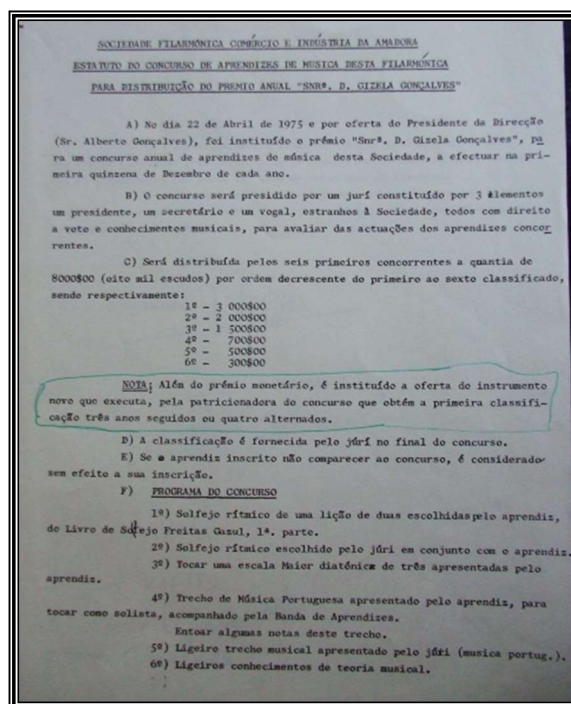 SOCIEDADE FILARMÓNICA COMÉRCIO E INDÚSTRIA DA AMADORA
ESTATUTO DO CONCURSO DE APRENDIZES DE MUSICA DESTA FILARMÓNICA
PARA DISTRIBUIÇÃO DO PREMIO ANUAL "SNRª. D. GIZELA GONÇALVES"
A) No dia 22 de Abril de 1975 e por oferta do Presidente da Direcção
(Sr. Alberto Gonçalves), foi instituído o prémio "Snrª. D. Gizela Gonçalves", pa
ra um concurso anual de aprendizes de música desta Sociedade, a efectuar na pri-
meira quinzena de Dezembro de cada ano.
B) O concurso será presidido por um jurí constituído por 3 elementos
um presidente, um secretário e um vogal, estranhos à Sociedade, todos com direito
a voto e conhecimentos musicais, para avaliar das actuações dos aprendizes concor
rentes.
C) Será distribuída pelos seis primeiros concorrentes a quantia de
8000$00 (oito mil escudos) por ordem decrescente do primeiro ao sexto classificado,
sendo respectivamente:
1º - 3 000$00
2º - 2 000$00
3º - 1 500$00
4º - 700$00
5º - 500$00
6º - 300$00
NOTA: Além do prémio monetário, é instituído a oferta do instrumento
novo que executa, pela patricionadora do concurso que obtém a primeira classifi-
cação três anos seguidos ou quatro alternados.
D) A classificação é fornecida pelo júrí no final do concurso.
E) Se o aprendiz inscrito não comparecer ao concurso, é considerado
sem efeito a sua inscrição.
F) PROGRAMA DO CONCURSO
1º) Solfejo rítmico de uma lição de duas escolhidas pelo aprendiz,
do Livro de Solfejo Freitas Gazul, 1ª. parte.
2º) Solfejo rítmico escolhido pelo júri em conjunto com o aprendiz.
3º) Tocar uma escala Maior diatónica de três apresentadas pelo
aprendiz.
4º) Trecho de Música Portuguesa apresentado pelo aprendiz, para
tocar como solista, acompanhado pela Banda de Aprendizes.
Entoar algumas notas deste trecho.
5º) Ligeiro trecho musical apresentado pelo júri (musica portug.).
6º) Ligeiros conhecimentos de teoria musical.